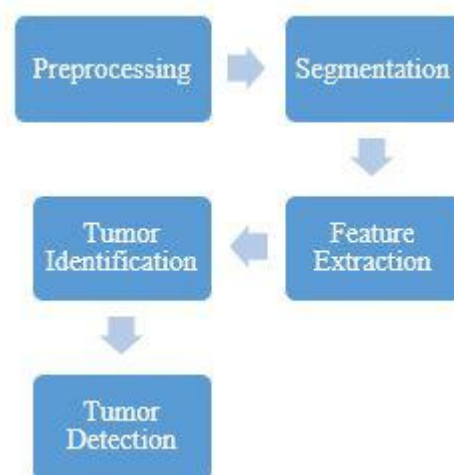 Preprocessing
Segmentation
Feature
Extraction
Tumor
Identification
Tumor
Detection